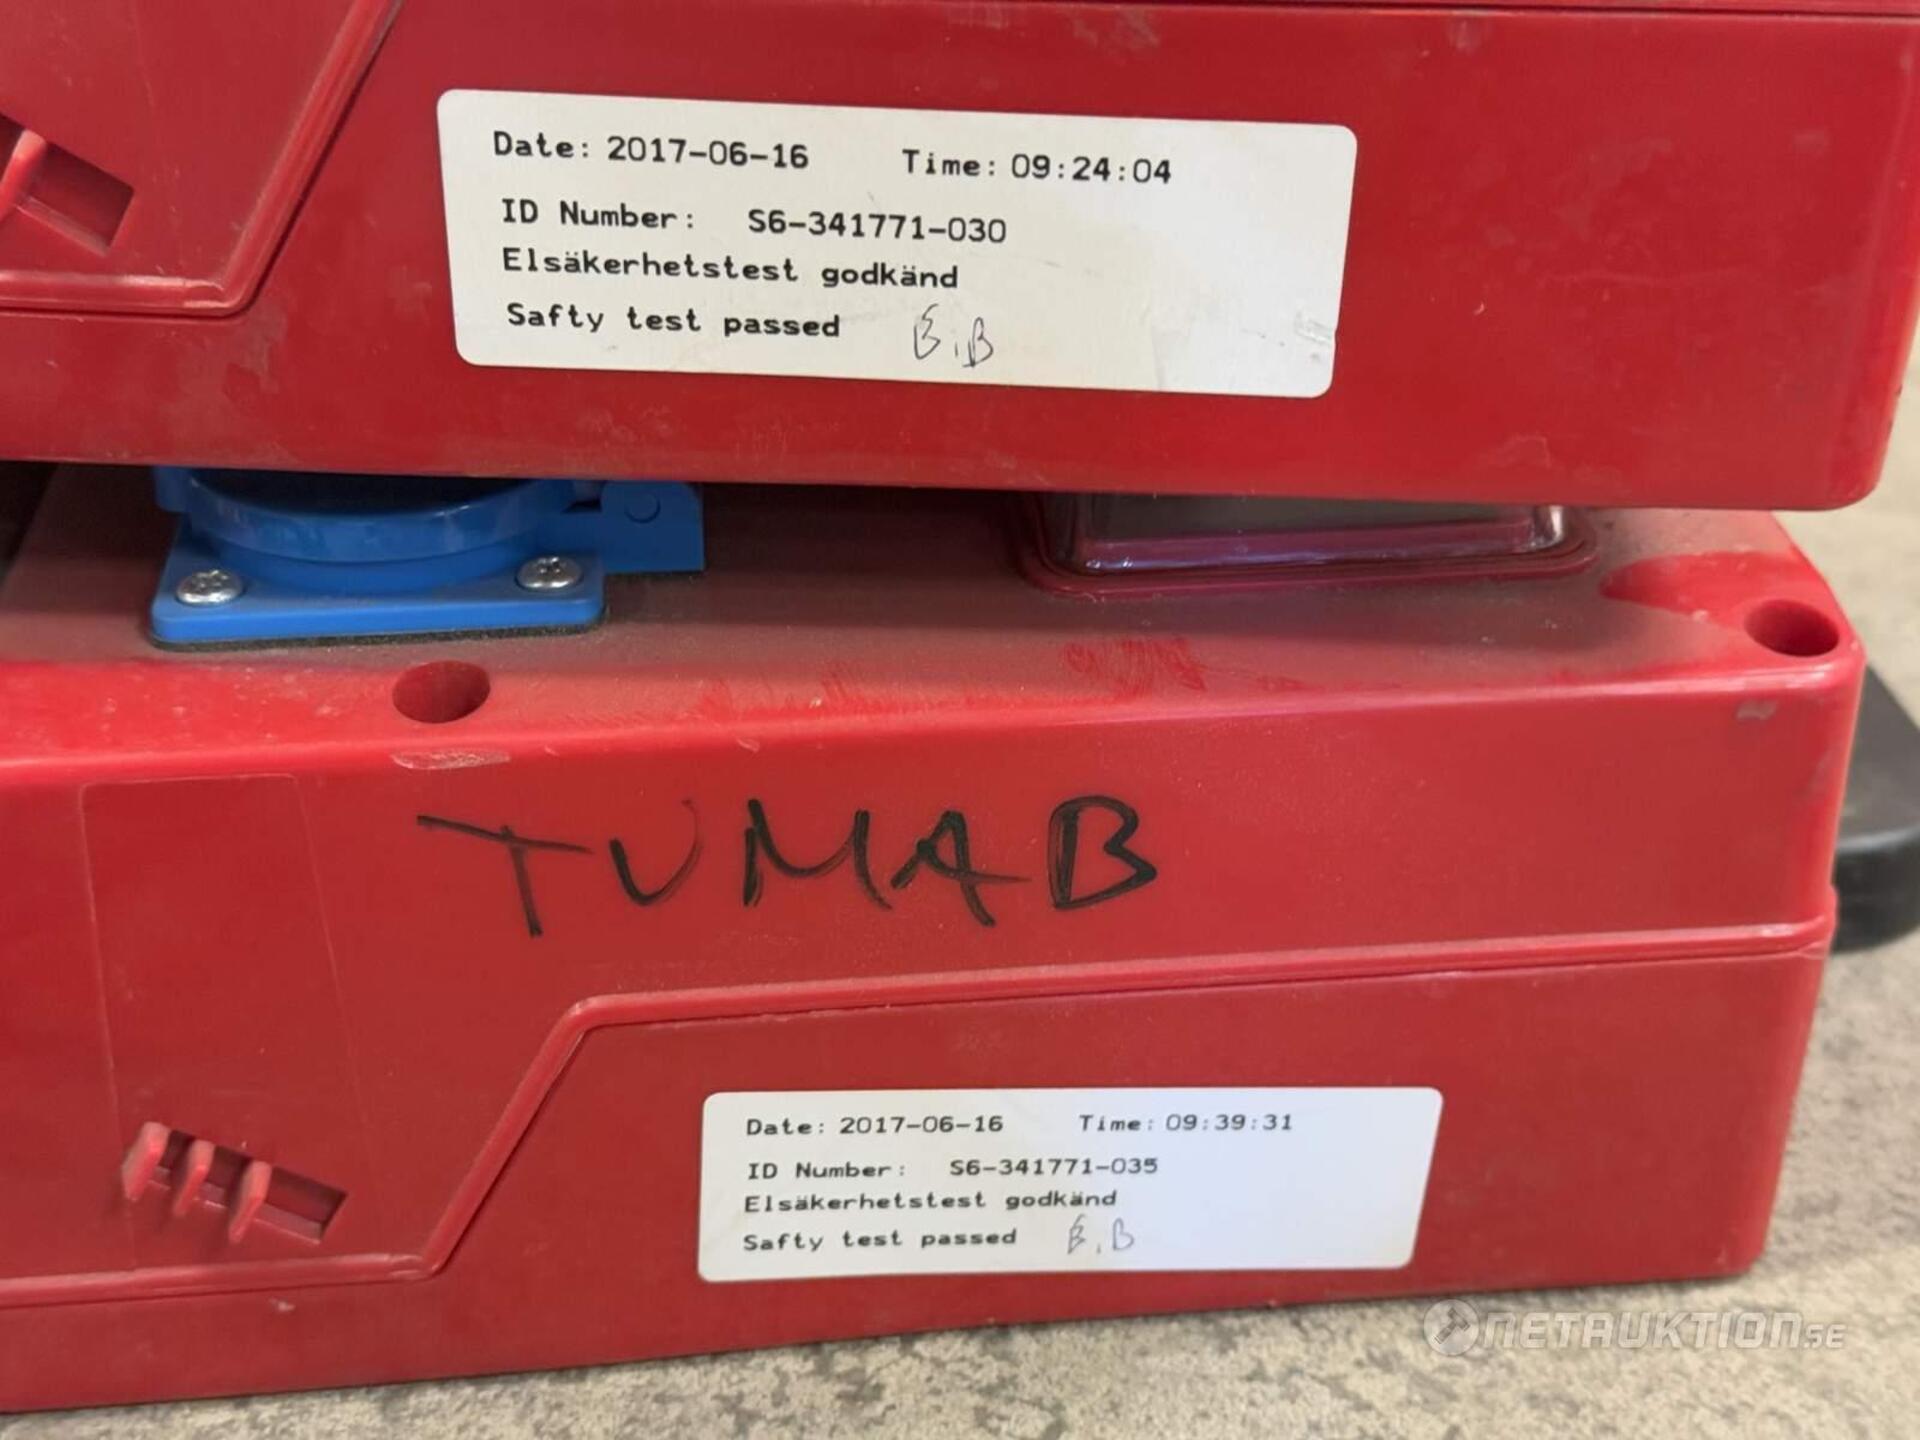 Date: 2017-06-16 Time: 09:24:04
ID Number: S6-341771-030
Elsäkerhetstest godkänd
Safty test passed B.B
TUMAB
Date: 2017-06-16 Time: 09:39:31
ID Number: S6-341771-035
Elsäkerhetstest godkänd
Safty test passed B.B
NETAUKTION.SE